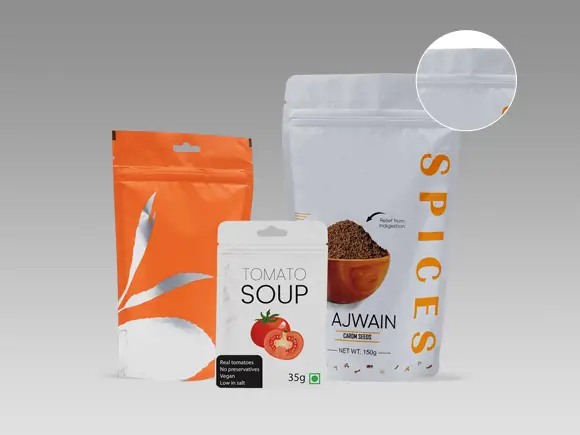 TOMATO
SOUP
Real tomatoes
No preservatives
Vegan
Low in salt
35g
SPICES
Relief from
Indigestion
AJWAIN
CAROM SEEDS
NET WT. 150g